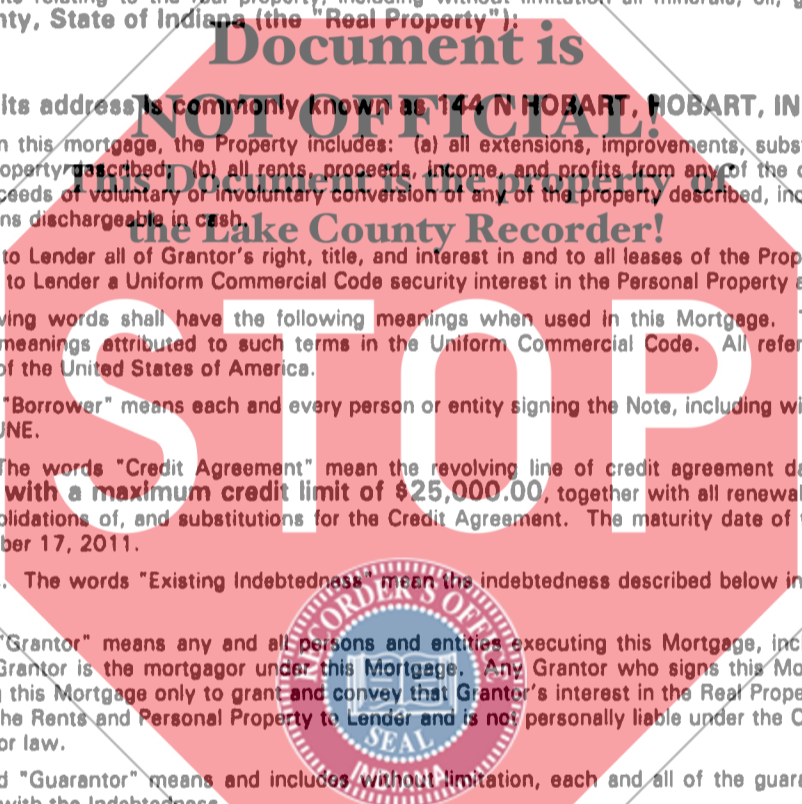 nty, State of Indiana (the "Real Property"):
Document is
Its address is commonly known as 144 N HOBART, HOBART, IN
NOT OFFICIAL!
n this mortgage, the Property includes: (a) all extensions, improvements, subs
operty described; (b) all rents, proceeds, income, and profits from any of the
This Document is the property of
ceeds of voluntary or involuntary conversion of any of the property described, inc
ns dischargeable in cash.
the Lake County Recorder!
to Lender all of Grantor's right, title, and interest in and to all leases of the Prop
to Lender a Uniform Commercial Code security interest in the Personal Property a
ving words shall have the following meanings when used in this Mortgage.
meanings attributed to such terms in the Uniform Commercial Code. All refer
of the United States of America.
STOP
"Borrower" means each and every person or entity signing the Note, including wi
UNE.
The words "Credit Agreement" mean the revolving line of credit agreement da
with a maximum credit limit of $25,000.00, together with all renewal
olidations of, and substitutions for the Credit Agreement. The maturity date of
ber 17, 2011.
. The words "Existing Indebtedness" mean the indebtedness described below in
"Grantor" means any and all persons and entities executing this Mortgage, incl
Grantor is the mortgagor under this Mortgage. Any Grantor who signs this Mo
this Mortgage only to grant and convey that Grantor's interest in the Real Prope
he Rents and Personal Property to Lender and is not personally liable under the C
or law.
RECORDER'S OFFICE
SEAL
INDIANA
d "Guarantor" means and includes without limitation, each and all of the guara
with the Indebtedness.